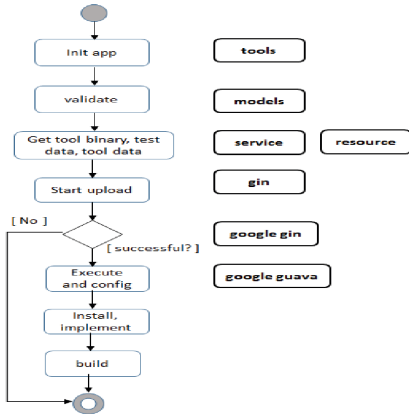 Init app
tools
validate
models
Get tool binary, test
data, tool data
service
resource
Start upload
gin
[ No ]
google gin
[ successful? ]
Execute
and config
google guava
Install,
implement
build